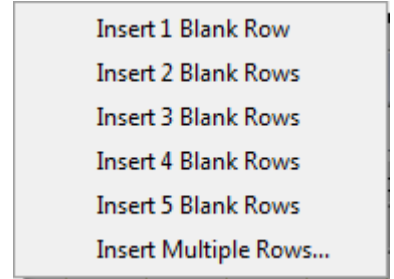 Insert 1 Blank Row
Insert 2 Blank Rows
Insert 3 Blank Rows
Insert 4 Blank Rows
Insert 5 Blank Rows
Insert Multiple Rows...